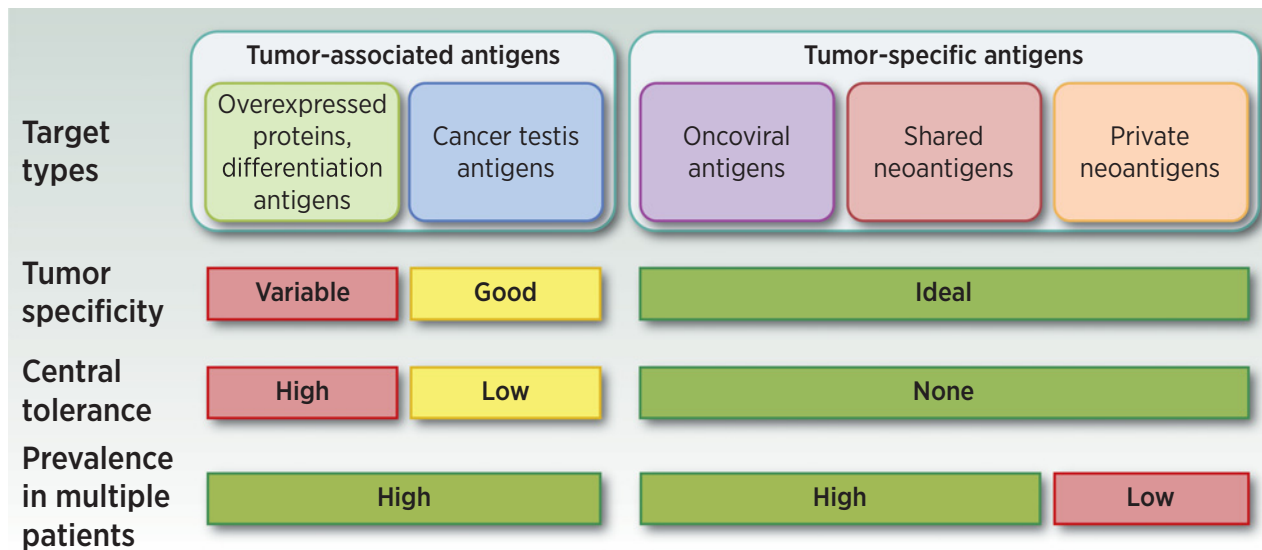 Tumor-associated antigens
Tumor-specific antigens
Target
types
Overexpressed
proteins,
differentiation
antigens
Cancer testis
antigens
Oncoviral
antigens
Shared
neoantigens
Private
neoantigens
Tumor
specificity
Variable
Good
Ideal
Central
tolerance
High
Low
None
Prevalence
in multiple
patients
High
High
Low